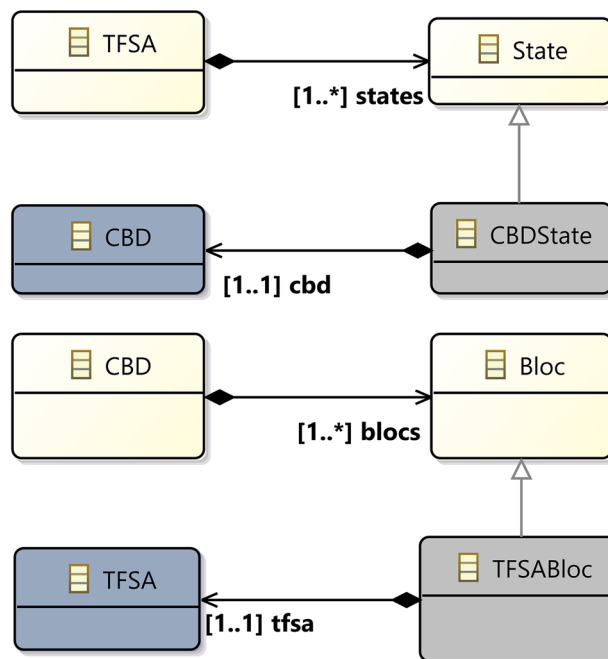 TFSA
State
[1..*] states
CBD
CBDState
[1..1] cbd
CBD
Bloc
[1..*] blocs
TFSA
TFSABloc
[1..1] tfsa